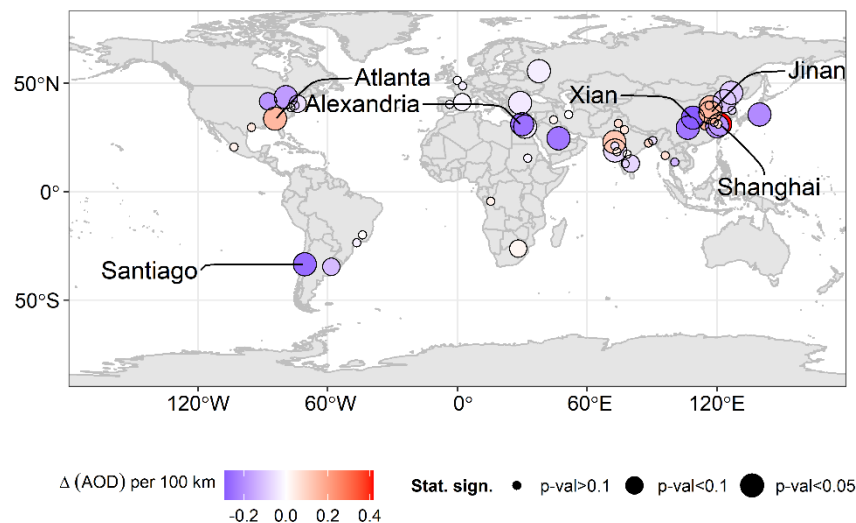 50°N
Atlanta
Jinan
Alexandria
Xian
0°
Shanghai
Santiago
50°S
120°W 60°W 0° 60°E 120°E
Δ (AOD) per 100 km
-0.2 0.0 0.2 0.4
Stat. sign. p-val>0.1 p-val<0.1 p-val<0.05